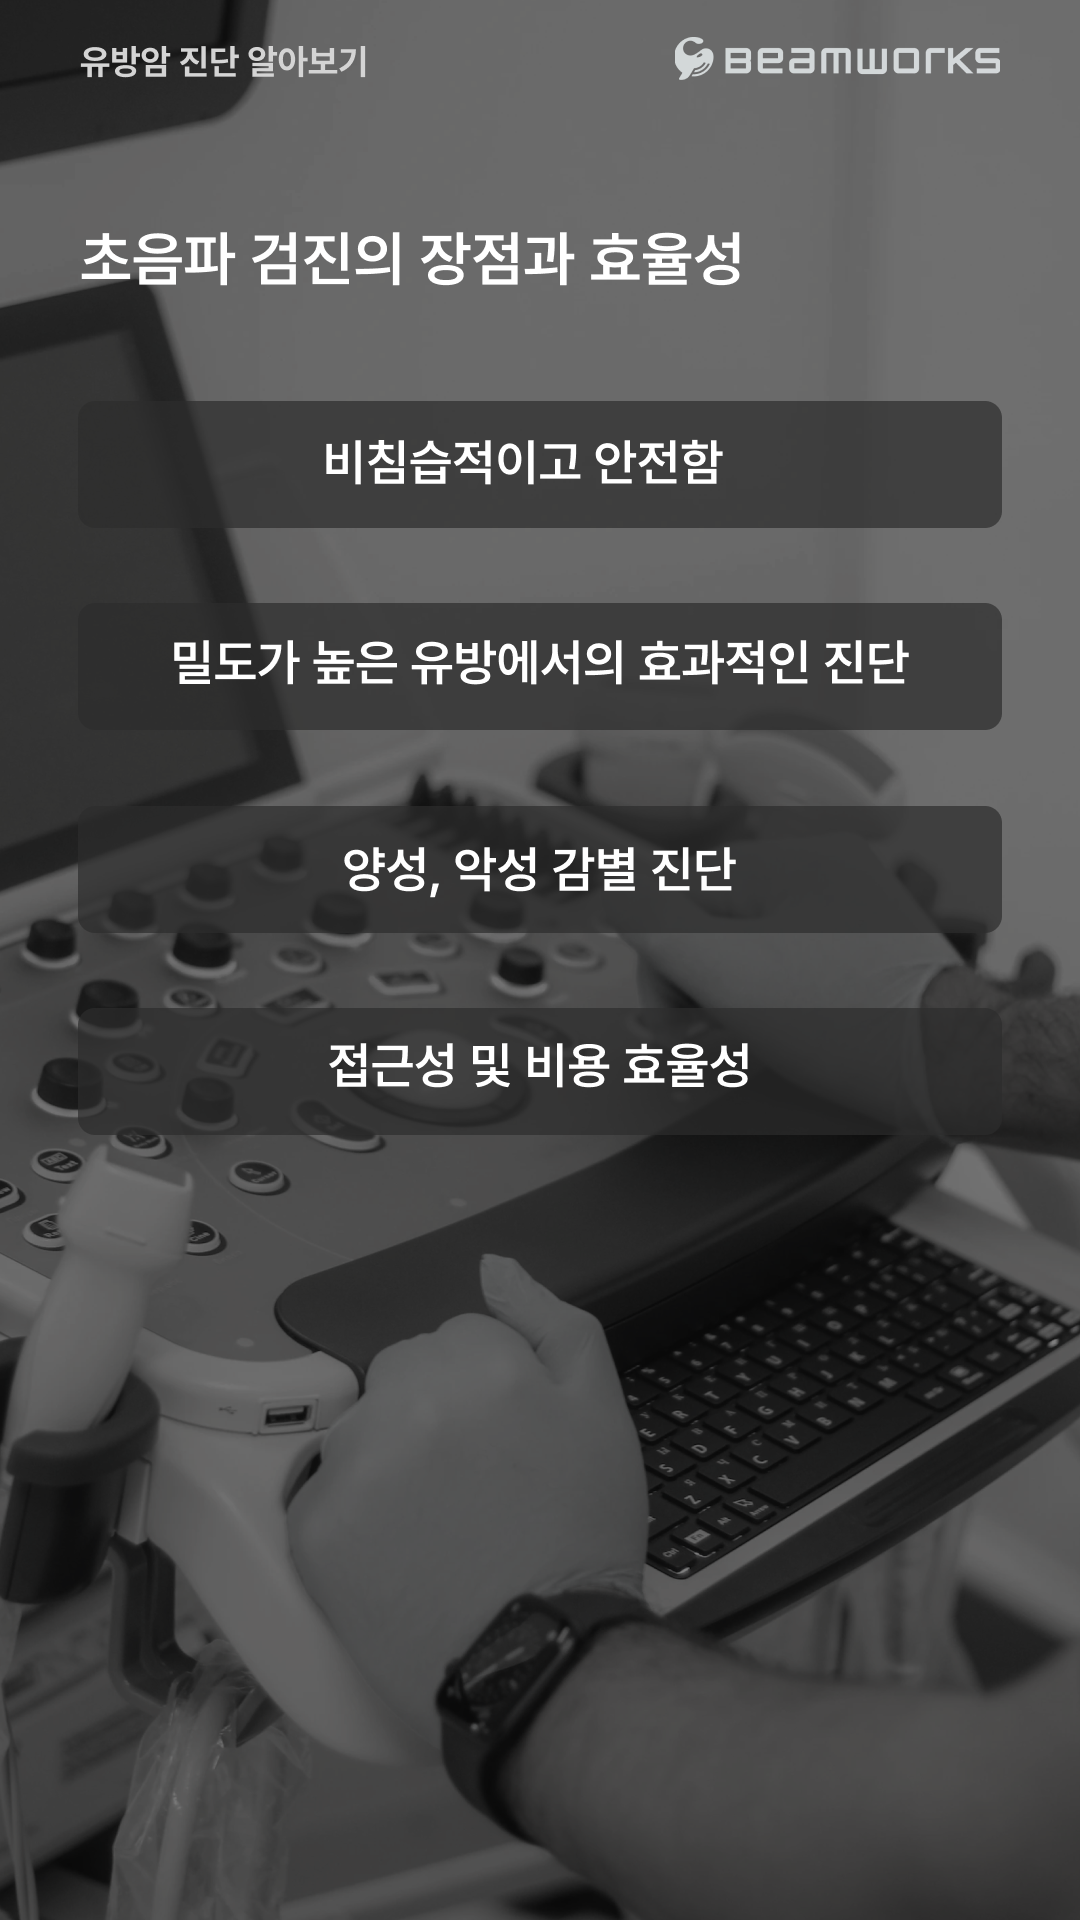 유방암 진단 알아보기
BEAMWORKS
초음파 검진의 장점과 효율성
비침습적이고 안전함
밀도가 높은 유방에서의 효과적인 진단
양성, 악성 감별 진단
접근성 및 비용 효율성